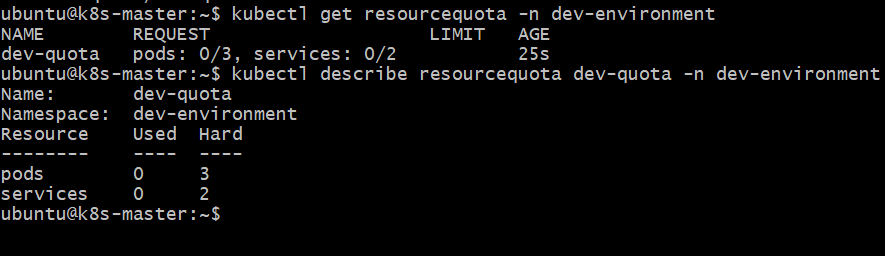 ubuntu@k8s-master:~$ kubectl get resourcequota -n dev-environment
NAME        REQUEST                   LIMIT   AGE
dev-quota   pods: 0/3, services: 0/2           25s
ubuntu@k8s-master:~$ kubectl describe resourcequota dev-quota -n dev-environment
Name:       dev-quota
Namespace:  dev-environment
Resource    Used  Hard
--------    ----  ----
pods        0     3
services    0     2
ubuntu@k8s-master:~$